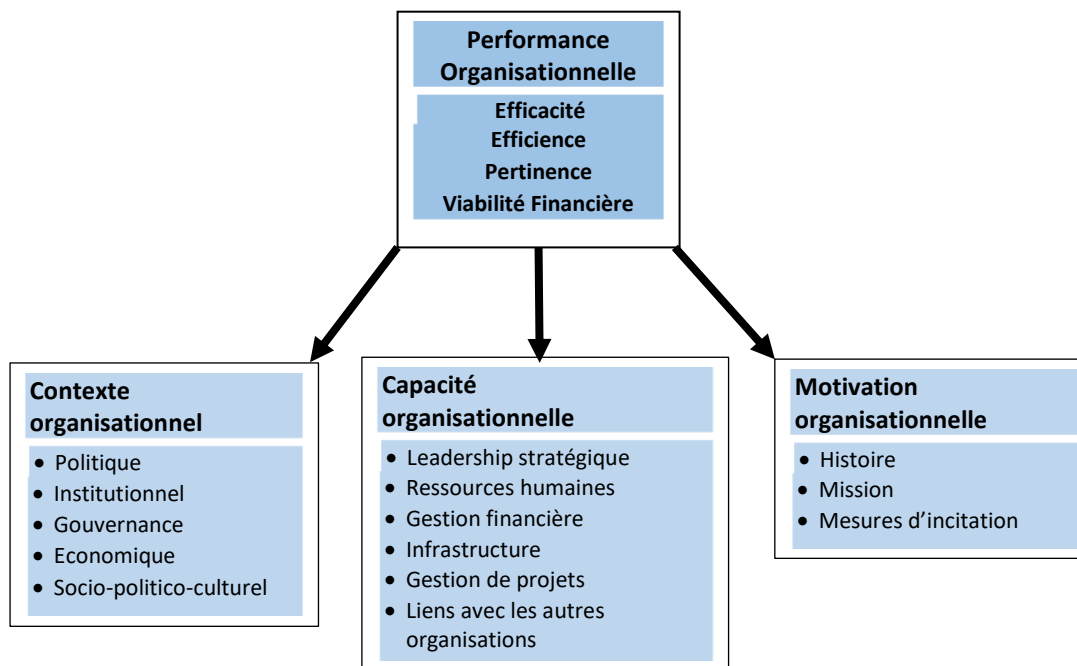 Performance
Organisationnelle
Efficacité
Efficience
Pertinence
Viabilité Financière
Contexte
organisationnel
• Politique
• Institutionnel
• Gouvernance
• Economique
• Socio-politico-culturel
Capacité
organisationnelle
• Leadership stratégique
• Ressources humaines
• Gestion financière
• Infrastructure
• Gestion de projets
• Liens avec les autres
organisations
Motivation
organisationnelle
• Histoire
• Mission
• Mesures d’incitation